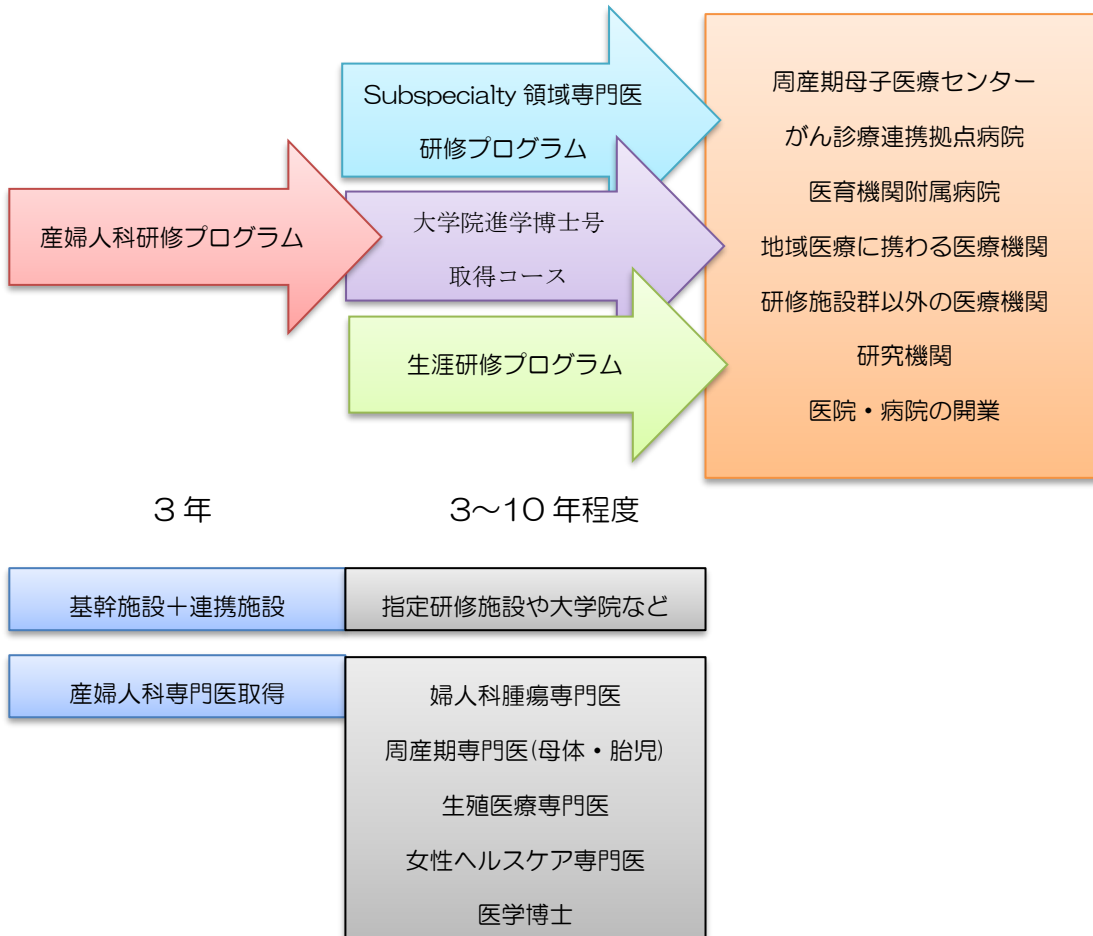 産婦人科研修プログラム
Subspecialty 領域専門医
研修プログラム
大学院進学博士号
取得コース
生涯研修プログラム
周産期母子医療センター
がん診療連携拠点病院
医育機関附属病院
地域医療に携わる医療機関
研修施設群以外の医療機関
研究機関
医院・病院の開業
3 年
3～10 年程度
基幹施設＋連携施設
指定研修施設や大学院など
産婦人科専門医取得
婦人科腫瘍専門医
周産期専門医(母体・胎児)
生殖医療専門医
女性ヘルスケア専門医
医学博士